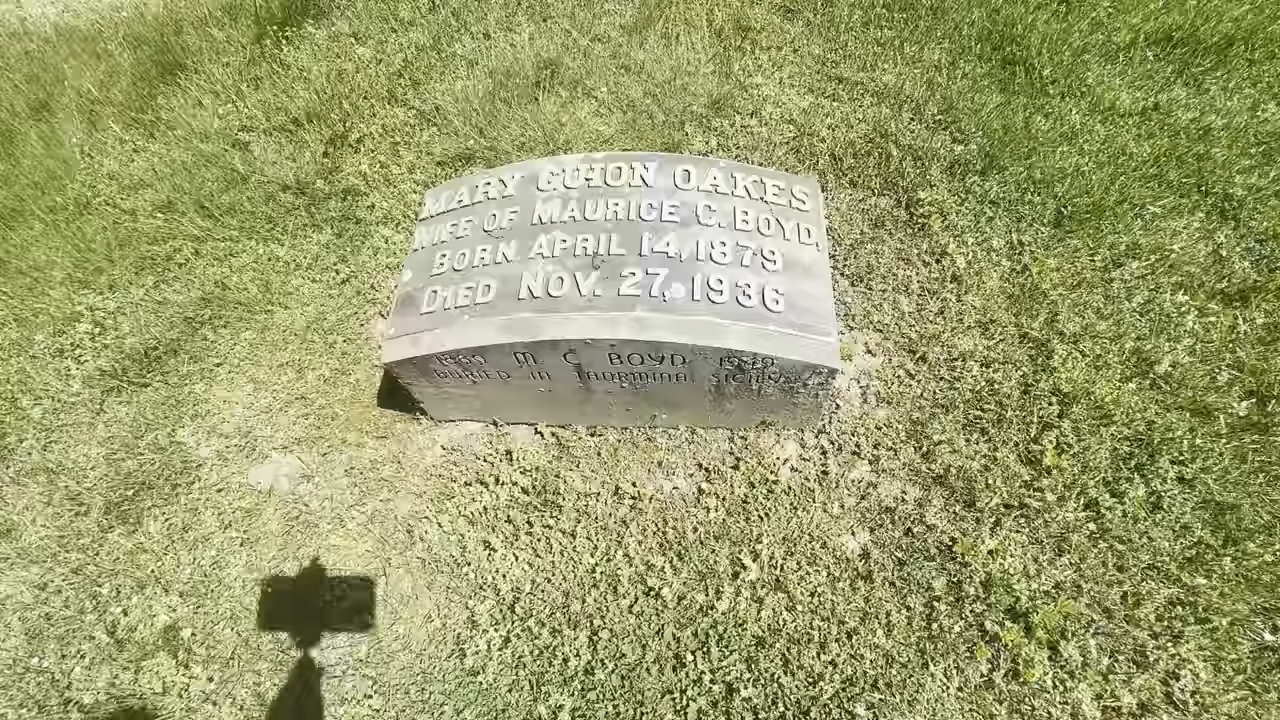 MARY GUION OAKES
WIFE OF MAURICE C. BOYD.
BORN APRIL 14, 1879
DIED NOV. 27, 1936
M. C. BOYD
BURIED IN TAORMINA, SICILY